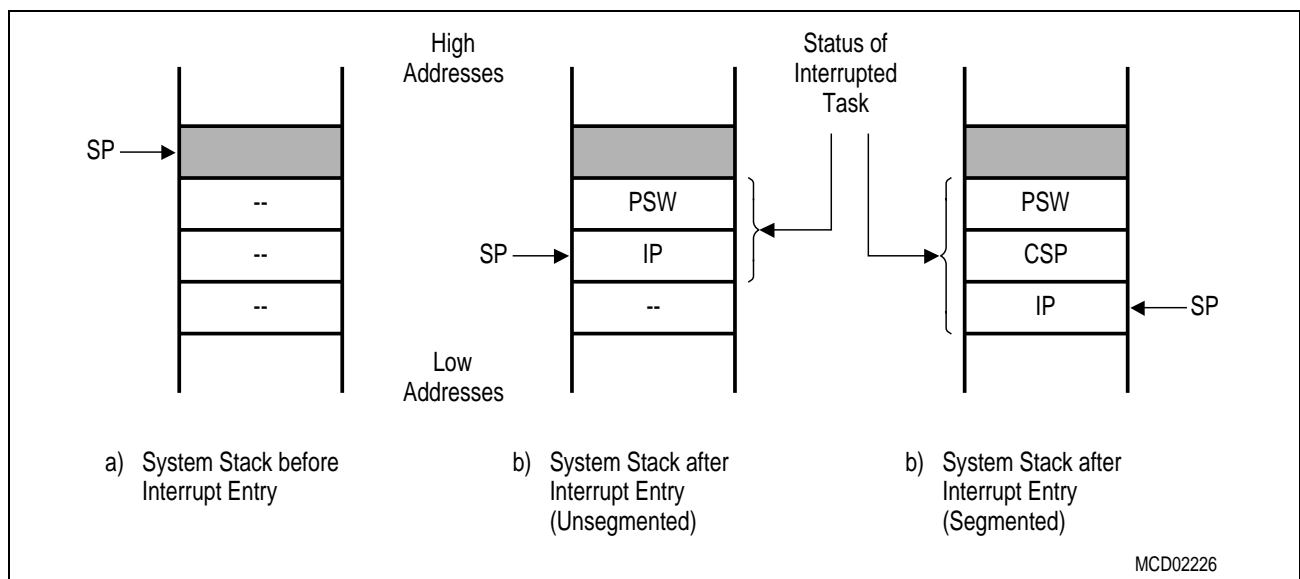 High
Addresses
Status of
Interrupted
Task
SP
--
PSW
PSW
SP
--
IP
CSP
--
--
IP
SP
Low
Addresses
a) System Stack before
Interrupt Entry
b) System Stack after
Interrupt Entry
(Unsegmented)
b) System Stack after
Interrupt Entry
(Segmented)
MCD02226